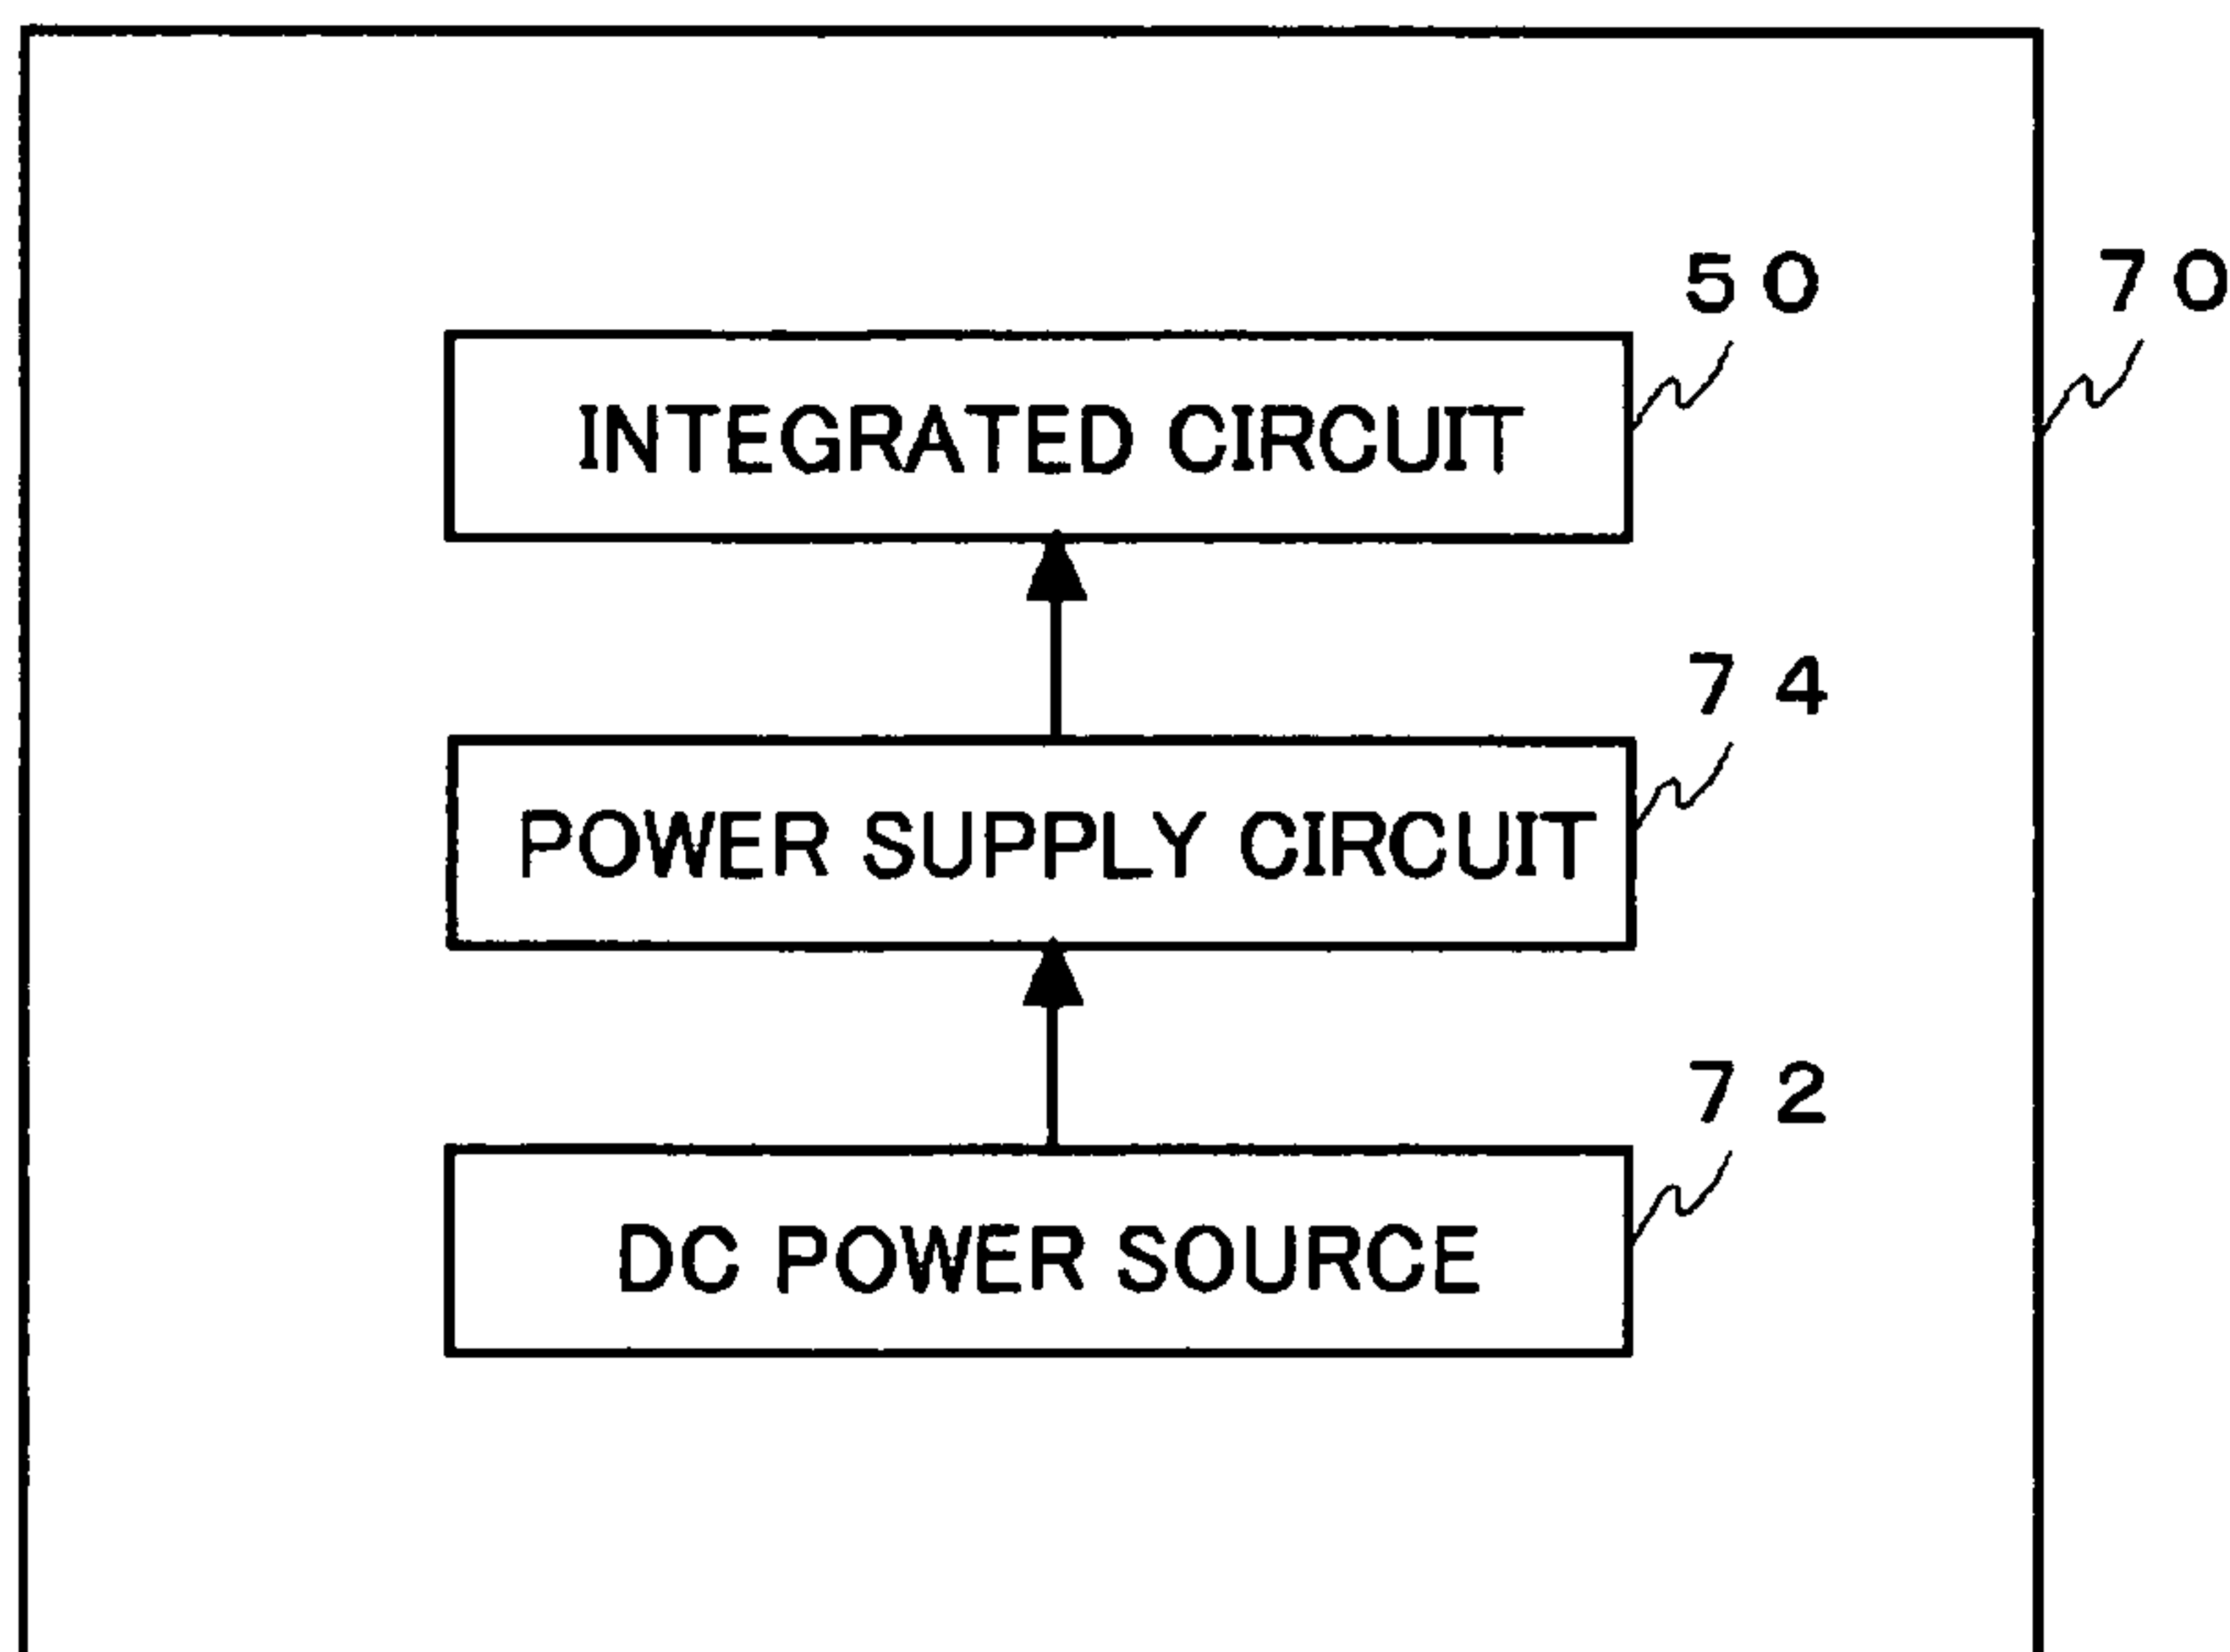 50
70
INTEGRATED CIRCUIT
74
POWER SUPPLY CIRCUIT
72
DC POWER SOURCE